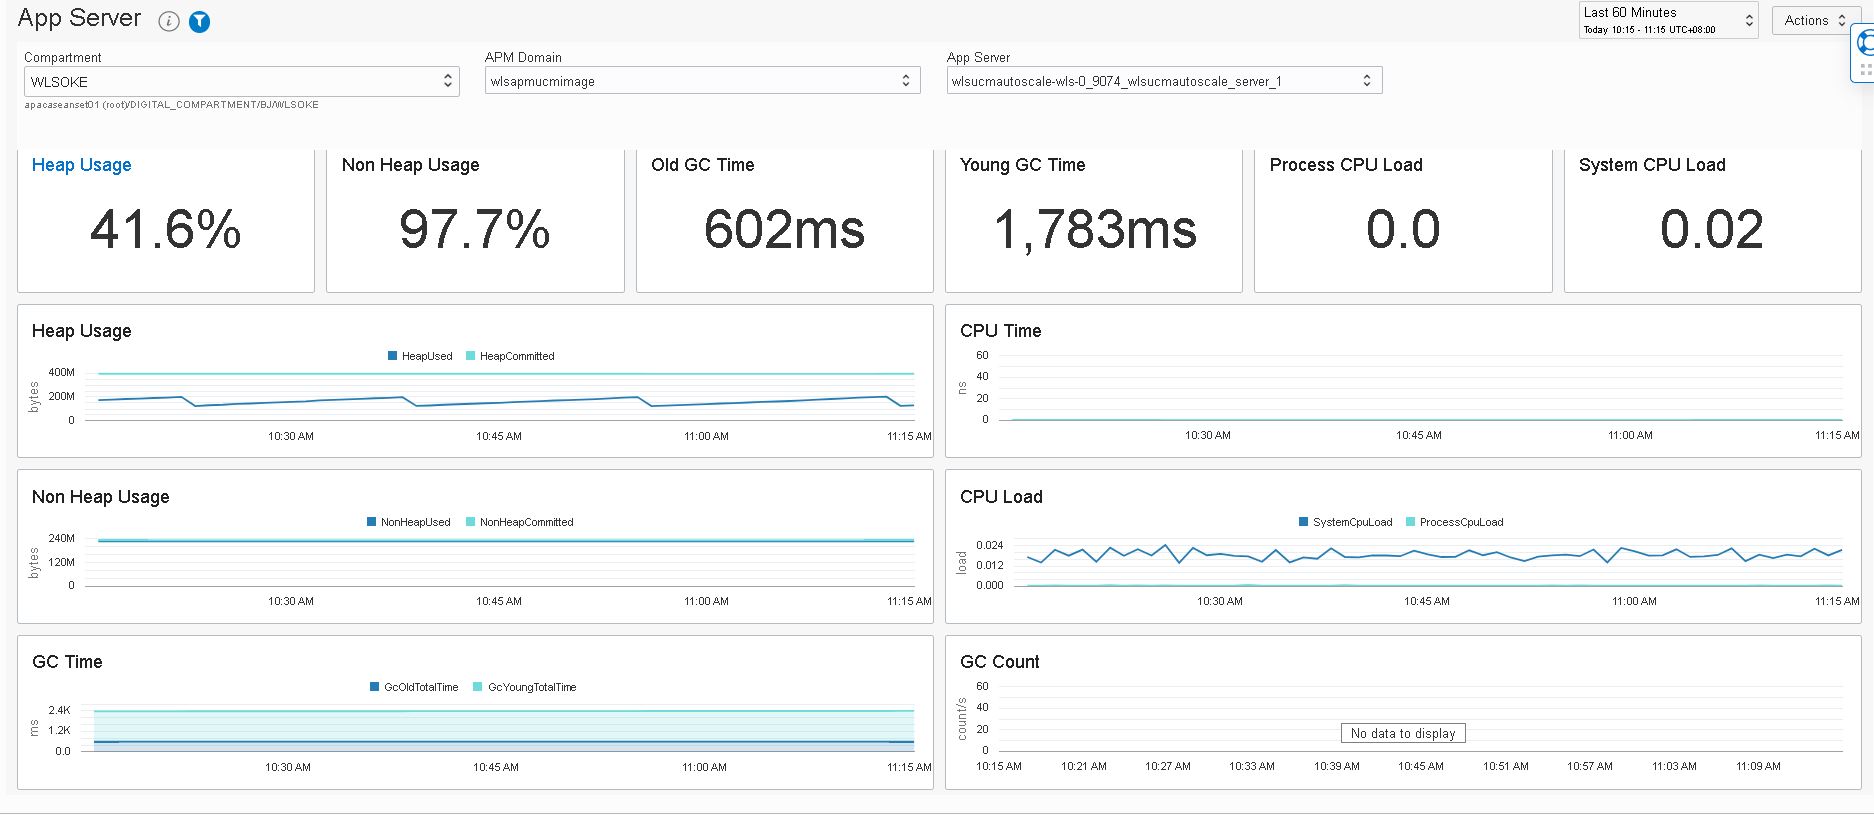 App Server
Last 60 Minutes
Today 10:15 - 11:15 UTC+08:00
Actions
Compartment
WLSOKE
apacaseanset01 (root)/DIGITAL_COMPARTMENT/BJ/WLSOKE
APM Domain
wlsapmucmimage
App Server
wlsucmautoscale-wls-0_9074_wlsucmautoscale_server_1
Heap Usage
41.6%
Non Heap Usage
97.7%
Old GC Time
602ms
Young GC Time
1,783ms
Process CPU Load
0.0
System CPU Load
0.02
Heap Usage
HeapUsed HeapCommitted
bytes
400M
200M
0
10:30 AM 10:45 AM 11:00 AM 11:15 AM
CPU Time
ns
60
40
20
0
10:30 AM 10:45 AM 11:00 AM 11:15 AM
Non Heap Usage
NonHeapUsed NonHeapCommitted
bytes
240M
120M
0
10:30 AM 10:45 AM 11:00 AM 11:15 AM
CPU Load
SystemCpuLoad ProcessCpuLoad
load
0.024
0.012
0.000
10:30 AM 10:45 AM 11:00 AM 11:15 AM
GC Time
GcOldTotalTime GcYoungTotalTime
ms
2.4K
1.2K
0.0
10:30 AM 10:45 AM 11:00 AM 11:15 AM
GC Count
count/s
60
40
20
0
No data to display
10:15 AM 10:21 AM 10:27 AM 10:33 AM 10:39 AM 10:45 AM 10:51 AM 10:57 AM 11:03 AM 11:09 AM